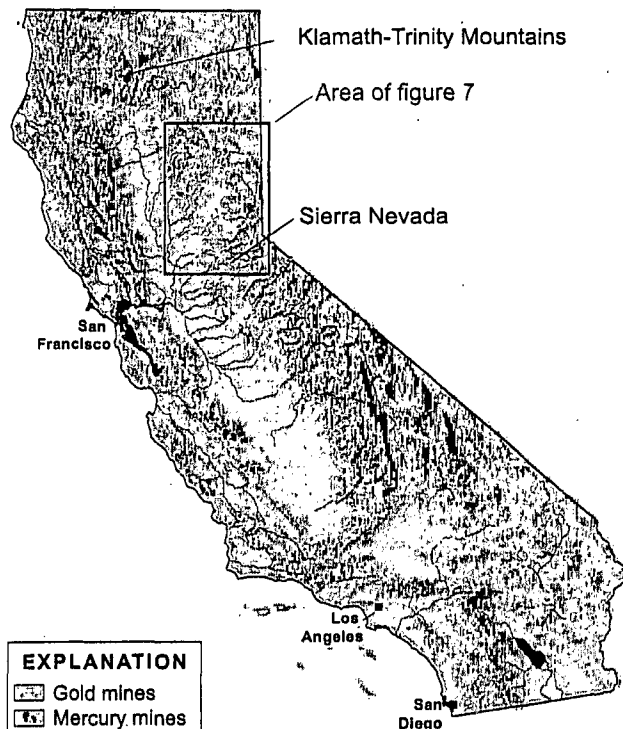 Klamath-Trinity Mountains
Area of figure 7
Sierra Nevada
San
Francisco
Los
Angeles
San
Diego
EXPLANATION
Gold mines
Mercury mines